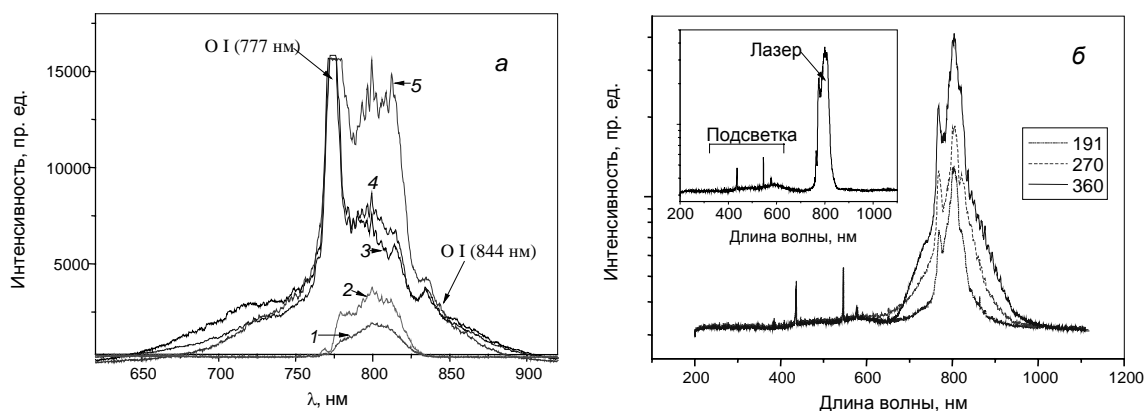 а
Интенсивность, пр. ед.
15000
10000
5000
O I (777 нм)
5
4
3
2
1
O I (844 нм)
650 700 750 800 850 900
λ, нм
б
Интенсивность, пр. ед.
Лазер
Подсветка
200 400 600 800 1000
Длина волны, нм
191
270
360
200 400 600 800 1000 1200
Длина волны, нм